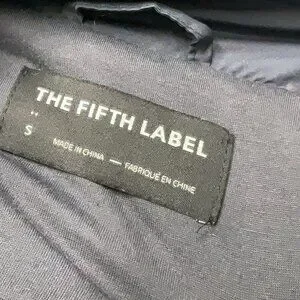 THE FIFTH LABEL
S
MADE IN CHINA — FABRIQUÉ EN CHINE